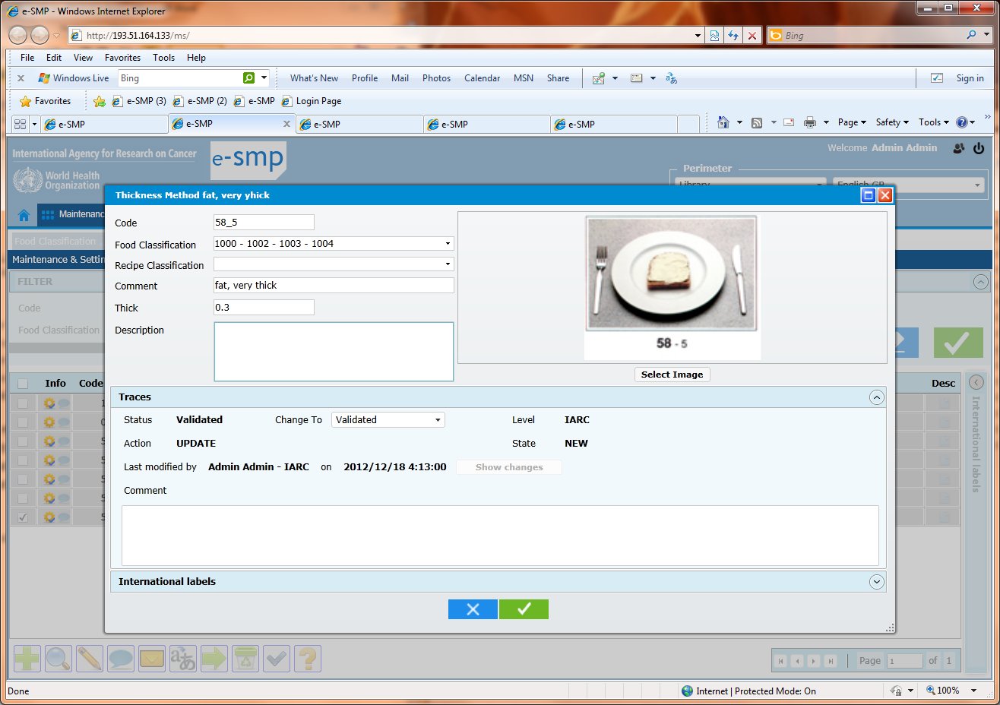 e-SMP - Windows Internet Explorer
http://193.51.164.133/ms/
Bing
File Edit View Favorites Tools Help
Windows Live Bing What's New Profile Mail Photos Calendar MSN Share Sign in
Favorites e-SMP (3) e-SMP (2) e-SMP Login Page
e-SMP e-SMP e-SMP e-SMP e-SMP Page Safety Tools
International Agency for Research on Cancer
World Health
Organization
e-smp
Welcome Admin Admin
Perimeter
Library English GB
Maintenanc
Food Classification
Maintenance & Settin
FILTER
Code
Food Classification
Info Code Desc
International labels
Thickness Method fat, very yhick
Code 58_5
Food Classification 1000 - 1002 - 1003 - 1004
Recipe Classification
Comment fat, very thick
Thick 0.3
Description
58 - 5
Select Image
Traces
Status Validated Change To Validated Level IARC
Action UPDATE State NEW
Last modified by Admin Admin - IARC on 2012/12/18 4:13:00 Show changes
Comment
International labels
Page 1 of 1
Done Internet | Protected Mode: On 100%